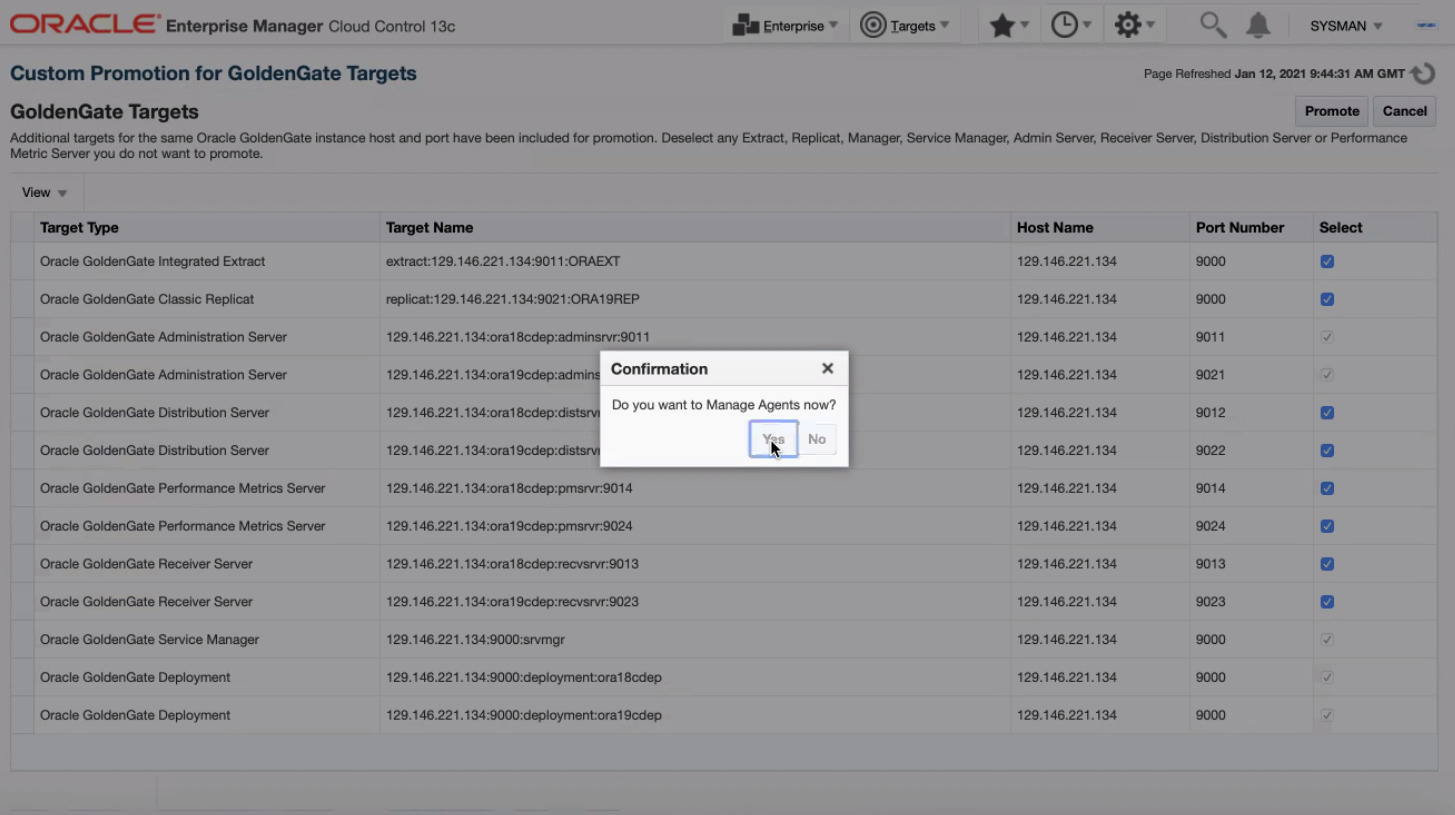 ORACLE Enterprise Manager Cloud Control 13c Enterprise Targets SYSMAN
Custom Promotion for GoldenGate Targets Page Refreshed Jan 12, 2021 9:44:31 AM GMT
GoldenGate Targets Promote Cancel
Additional targets for the same Oracle GoldenGate instance host and port have been included for promotion. Deselect any Extract, Replicat, Manager, Service Manager, Admin Server, Receiver Server, Distribution Server or Performance
Metric Server you do not want to promote.
View
Target Type Target Name Host Name Port Number Select
Oracle GoldenGate Integrated Extract extract:129.146.221.134:9011:ORAEXT 129.146.221.134 9000
Oracle GoldenGate Classic Replicat replicat:129.146.221.134:9021:ORA19REP 129.146.221.134 9000
Oracle GoldenGate Administration Server 129.146.221.134:ora18cdep:adminsrvr:9011 129.146.221.134 9011
Oracle GoldenGate Administration Server 129.146.221.134:ora19cdep:admins 129.146.221.134 9021
Oracle GoldenGate Distribution Server 129.146.221.134:ora18cdep:distsrv 129.146.221.134 9012
Oracle GoldenGate Distribution Server 129.146.221.134:ora19cdep:distsrv 129.146.221.134 9022
Oracle GoldenGate Performance Metrics Server 129.146.221.134:ora18cdep:pmsrvr:9014 129.146.221.134 9014
Oracle GoldenGate Performance Metrics Server 129.146.221.134:ora19cdep:pmsrvr:9024 129.146.221.134 9024
Oracle GoldenGate Receiver Server 129.146.221.134:ora18cdep:recvsrvr:9013 129.146.221.134 9013
Oracle GoldenGate Receiver Server 129.146.221.134:ora19cdep:recvsrvr:9023 129.146.221.134 9023
Oracle GoldenGate Service Manager 129.146.221.134:9000:srvmgr 129.146.221.134 9000
Oracle GoldenGate Deployment 129.146.221.134:9000:deployment:ora18cdep 129.146.221.134 9000
Oracle GoldenGate Deployment 129.146.221.134:9000:deployment:ora19cdep 129.146.221.134 9000
Confirmation
Do you want to Manage Agents now?
Yes No